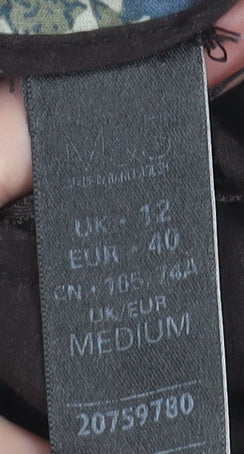 M&S
UK • 12
EUR • 40
CN • 165/74A
UK/EUR
MEDIUM
20759780